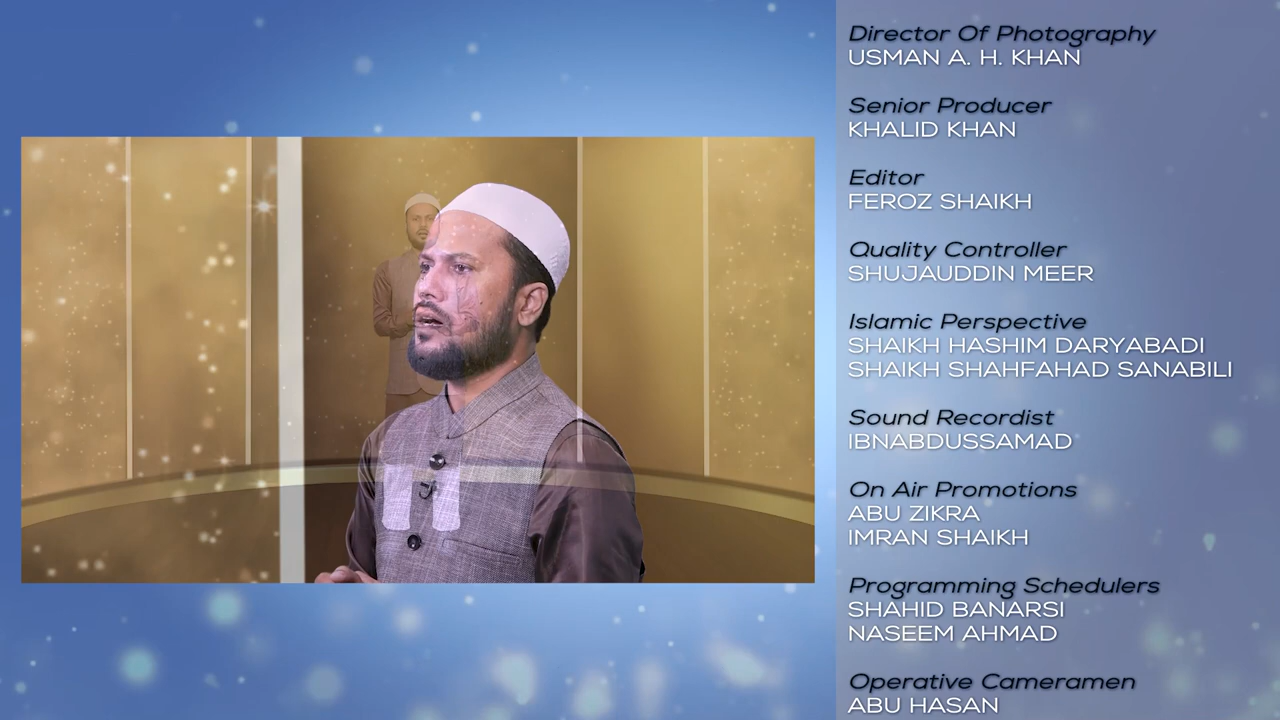 Director Of Photography
USMAN A. H. KHAN
Senior Producer
KHALID KHAN
Editor
FEROZ SHAIKH
Quality Controller
SHUJAUDDIN MEER
Islamic Perspective
SHAIKH HASHIM DARYABADI
SHAIKH SHAHFAHAD SANABILI
Sound Recordist
IBNABDUSSAMAD
On Air Promotions
ABU ZIKRA
IMRAN SHAIKH
Programming Schedulers
SHAHID BANARSI
NASEEM AHMAD
Operative Cameramen
ABU HASAN